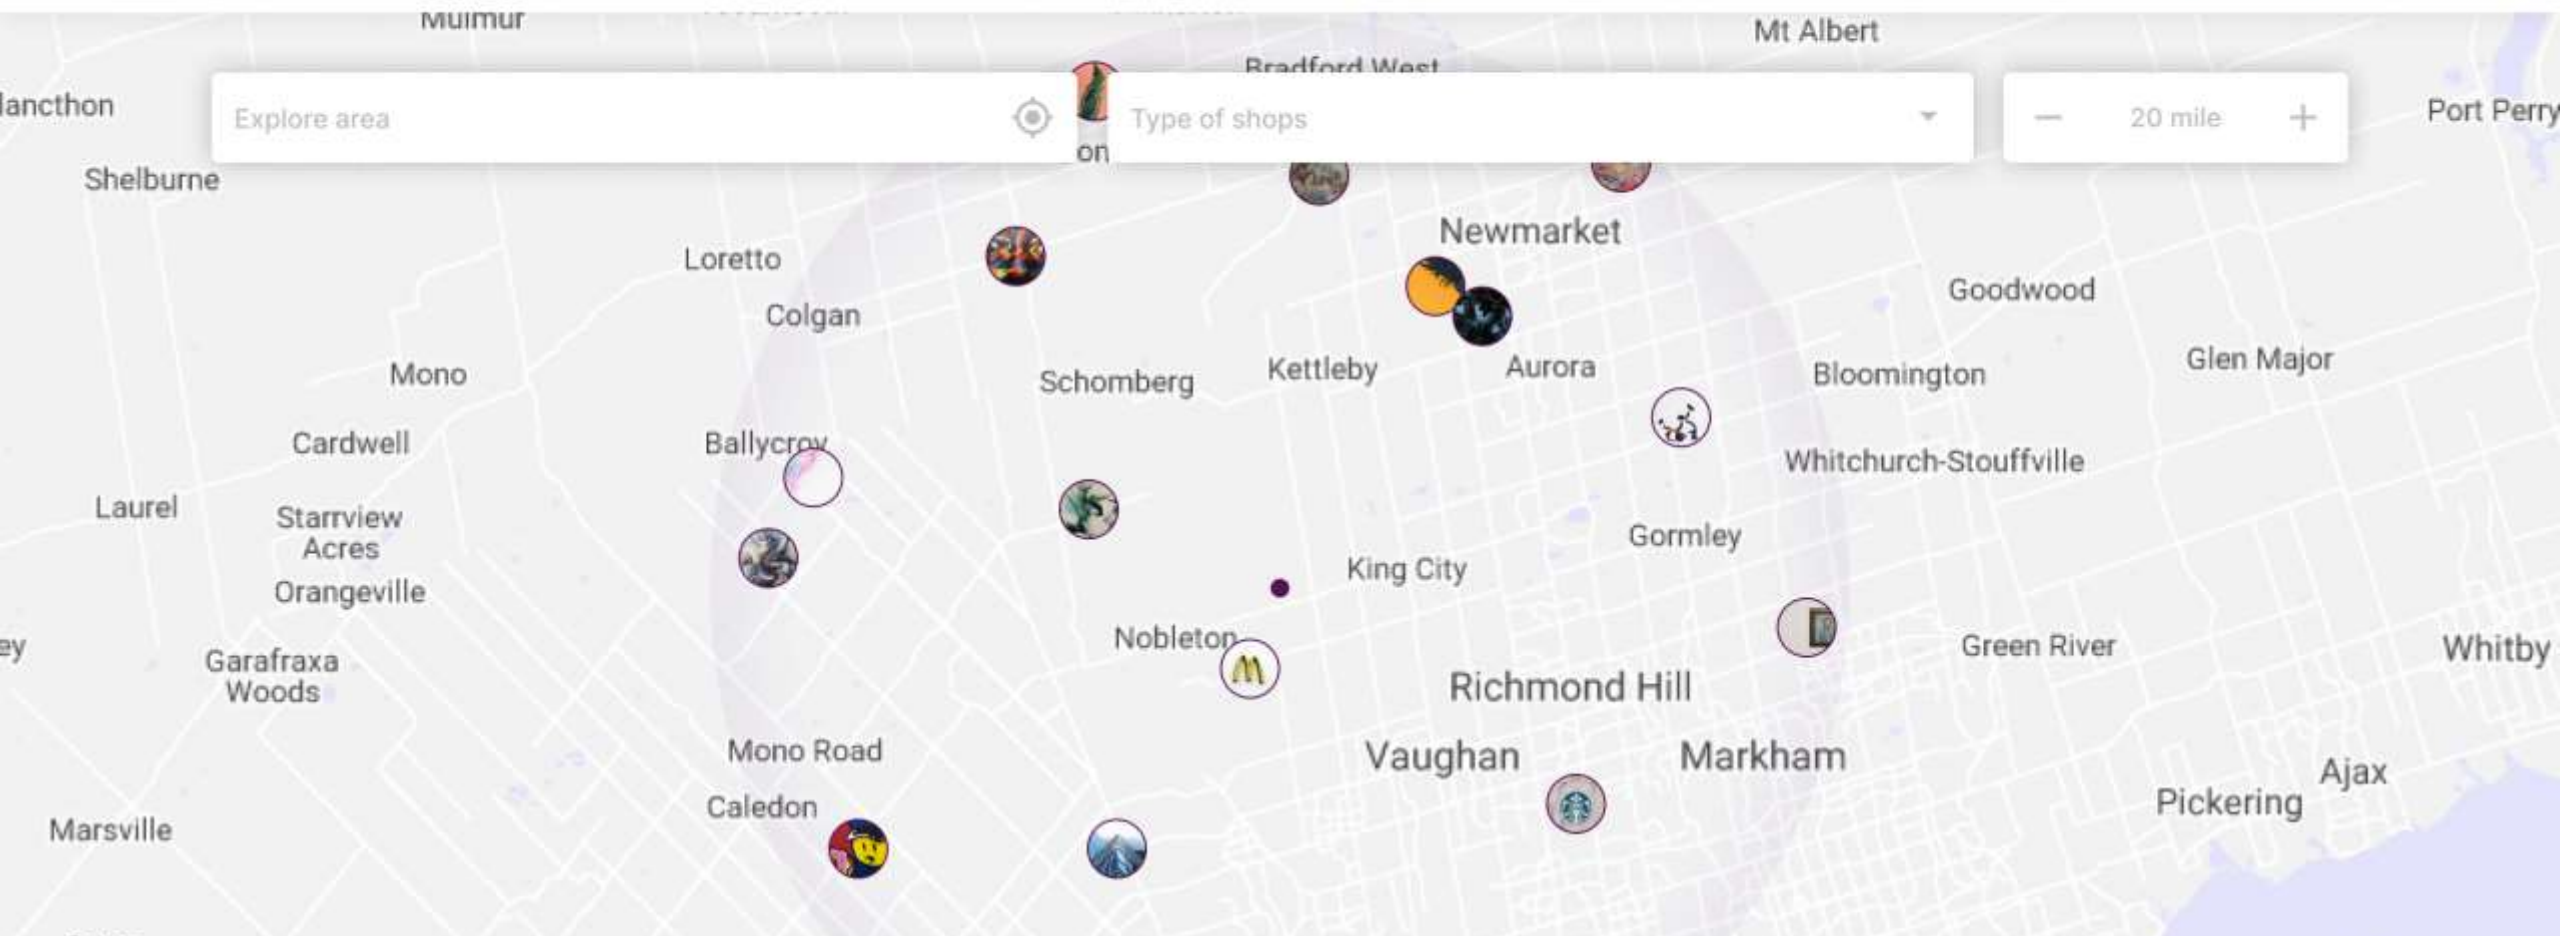 Mulmur
Mt Albert
Bradford West
lancthon
Explore area
Type of shops
20 mile
Port Perry
on
Shelburne
Newmarket
Loretto
Goodwood
Colgan
Glen Major
Mono
Schomberg
Kettleby
Aurora
Bloomington
Cardwell
Ballycroy
Whitchurch-Stouffville
Laurel
Starrview
Acres
Gormley
King City
Orangeville
Nobleton
ey
Green River
Whitby
Garafraxa
Woods
Richmond Hill
Mono Road
Vaughan
Markham
Ajax
Caledon
Pickering
Marsville